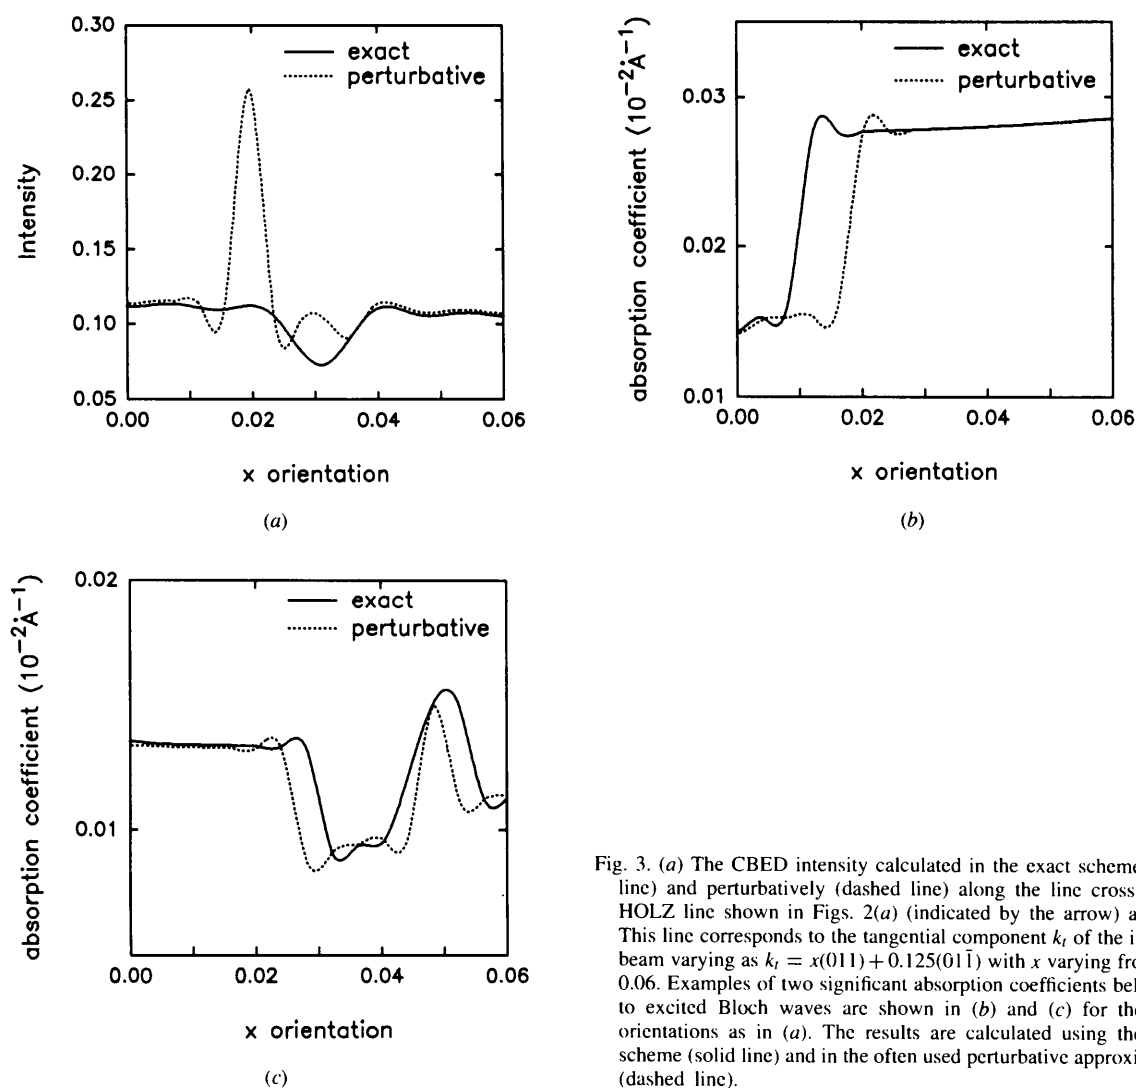 0.30
0.25
0.20
0.15
0.10
0.05
Intensity
exact
perturbative
0.00
0.02
0.04
0.06
x orientation
(a)
absorption coefficient (10⁻²Å⁻¹)
0.03
0.02
0.01
exact
perturbative
0.00
0.02
0.04
0.06
x orientation
(b)
absorption coefficient (10⁻²Å⁻¹)
0.02
0.01
exact
perturbative
0.00
0.02
0.04
0.06
x orientation
(c)
Fig. 3. (a) The CBED intensity calculated in the exact scheme
line) and perturbatively (dashed line) along the line cross
HOLZ line shown in Figs. 2(a) (indicated by the arrow) a
This line corresponds to the tangential component kₜ of the i
beam varying as kₜ = x(011) + 0.125(011̄) with x varying fro
0.06. Examples of two significant absorption coefficients bel
to excited Bloch waves are shown in (b) and (c) for the
orientations as in (a). The results are calculated using the
scheme (solid line) and in the often used perturbative approxi
(dashed line).